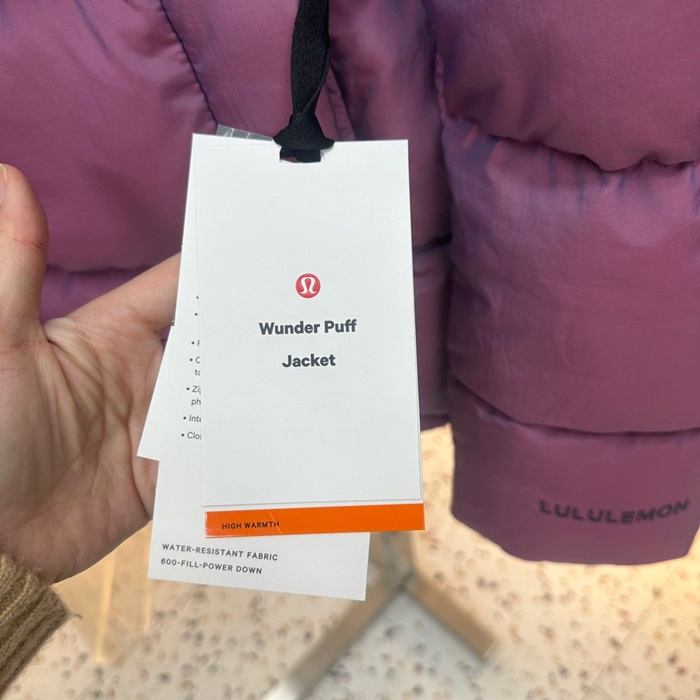 Wunder Puff
Jacket
HIGH WARMTH
WATER-RESISTANT FABRIC
600-FILL-POWER DOWN
LULULEMON